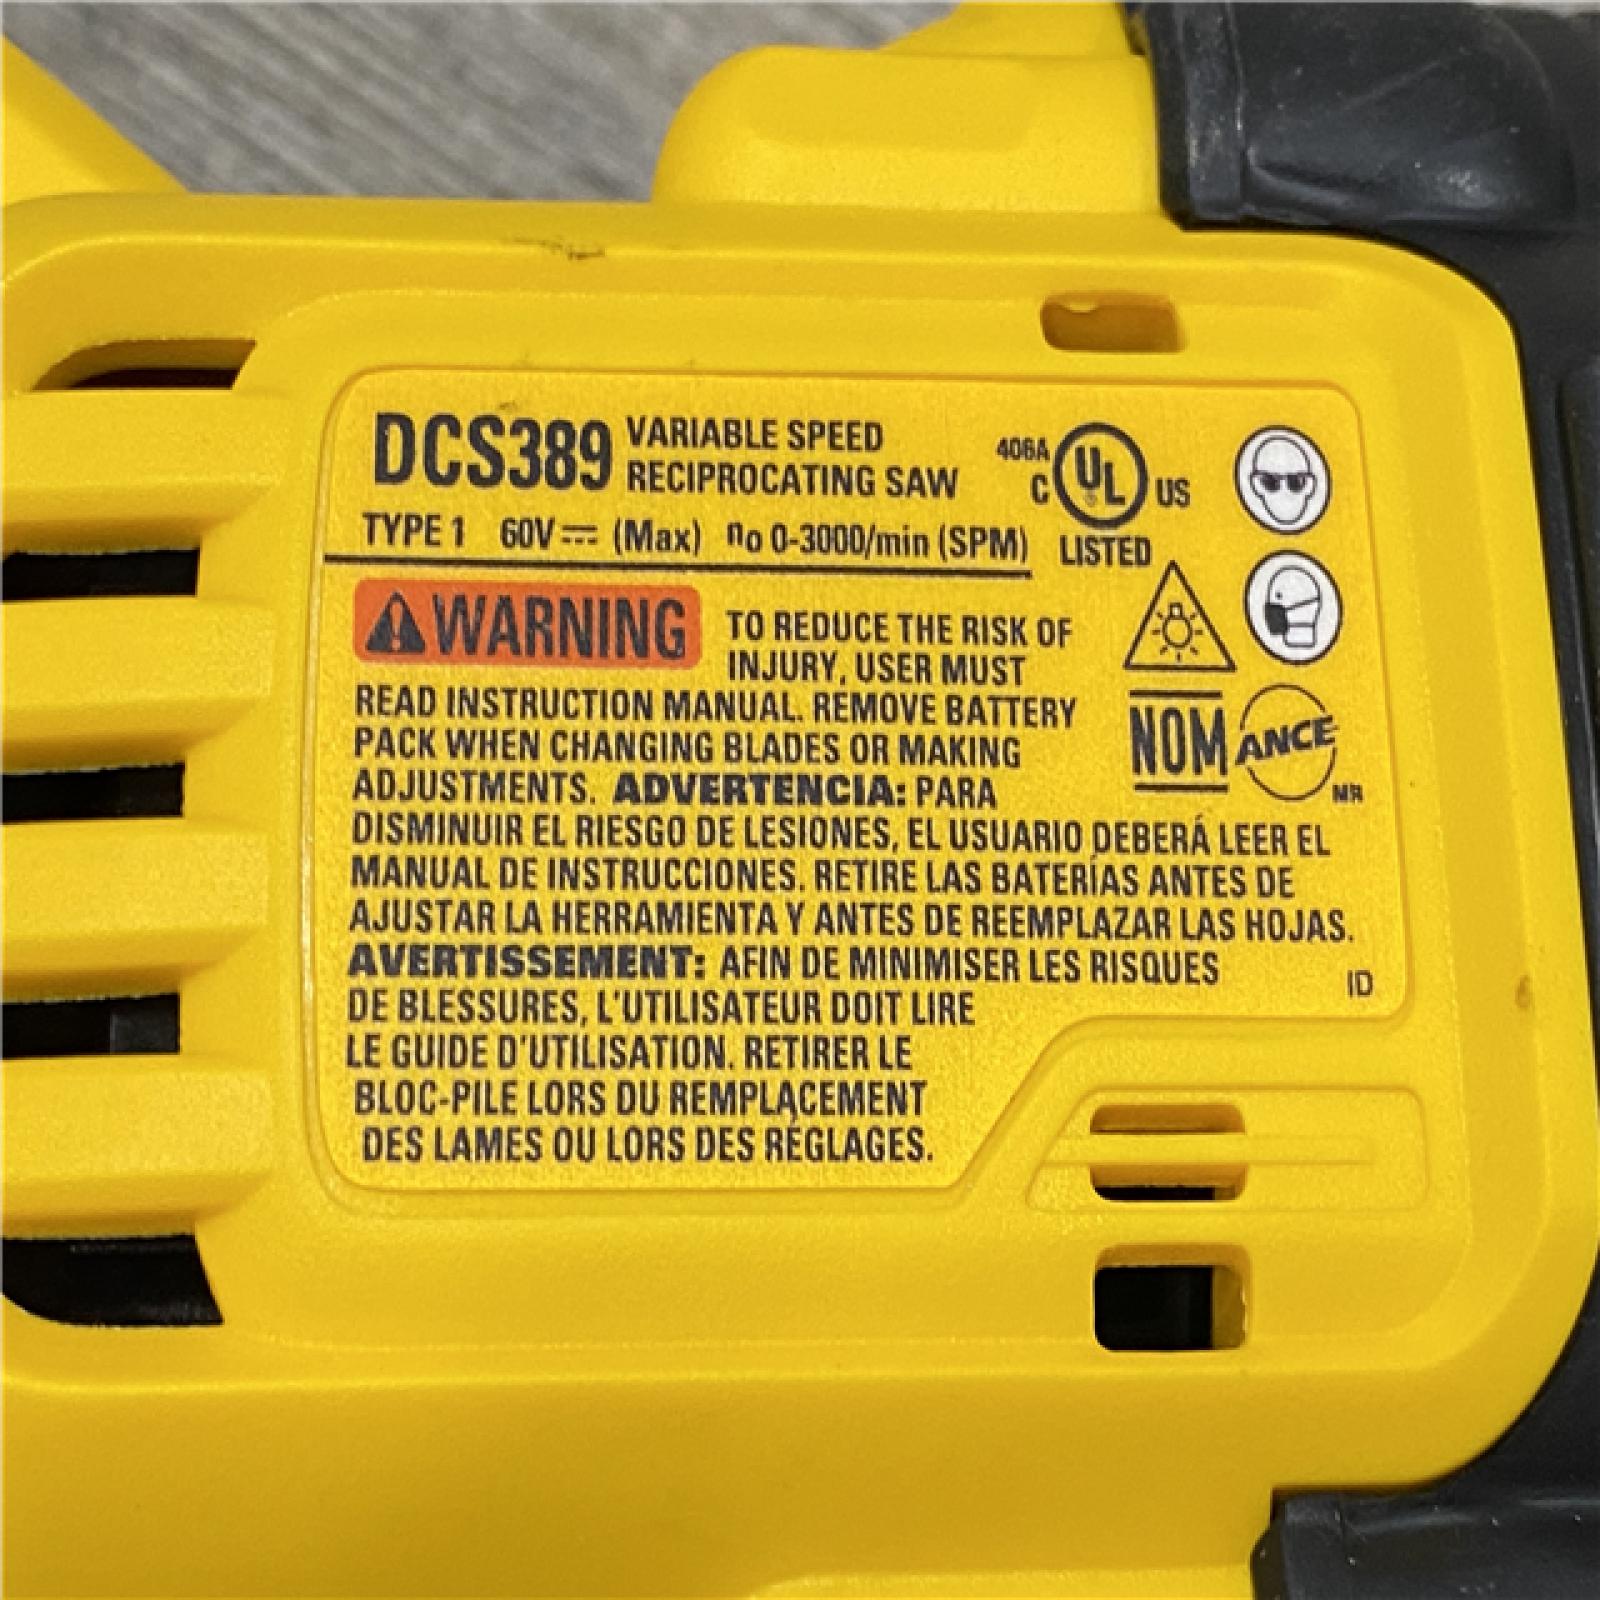 DCS389 VARIABLE SPEED
RECIPROCATING SAW
TYPE 1 60V⎓ (Max) no 0-3000/min (SPM)
406A
C UL US
LISTED
⚠WARNING TO REDUCE THE RISK OF
INJURY, USER MUST
READ INSTRUCTION MANUAL. REMOVE BATTERY
PACK WHEN CHANGING BLADES OR MAKING
ADJUSTMENTS. ADVERTENCIA: PARA
DISMINUIR EL RIESGO DE LESIONES, EL USUARIO DEBERÁ LEER EL
MANUAL DE INSTRUCCIONES. RETIRE LAS BATERÍAS ANTES DE
AJUSTAR LA HERRAMIENTA Y ANTES DE REEMPLAZAR LAS HOJAS.
AVERTISSEMENT: AFIN DE MINIMISER LES RISQUES
DE BLESSURES, L'UTILISATEUR DOIT LIRE
LE GUIDE D'UTILISATION. RETIRER LE
BLOC-PILE LORS DU REMPLACEMENT
DES LAMES OU LORS DES RÉGLAGES.
NOM ANCE
MR
ID